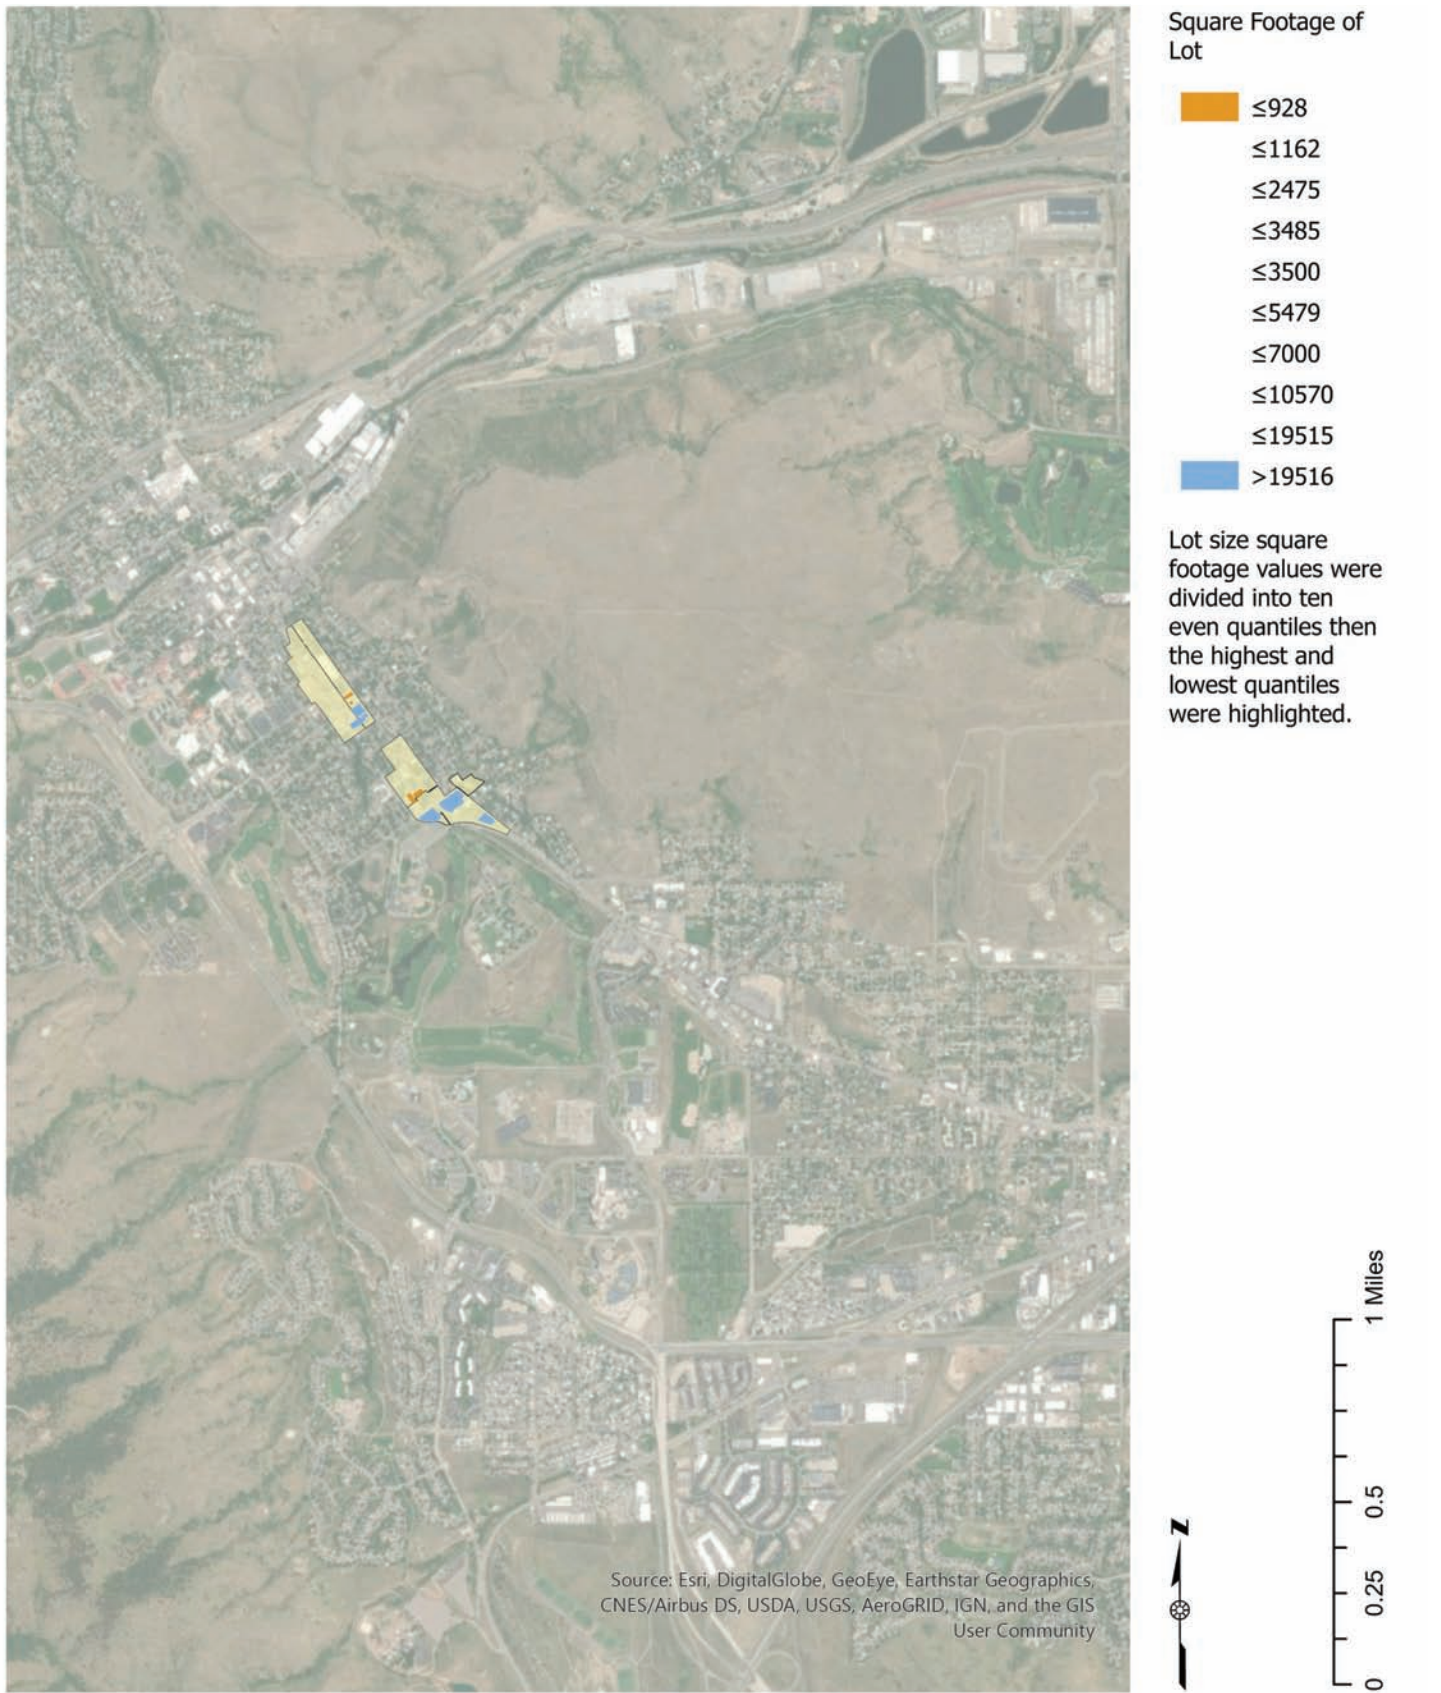 Square Footage of
Lot
≤928
≤1162
≤2475
≤3485
≤3500
≤5479
≤7000
≤10570
≤19515
>19516
Lot size square
footage values were
divided into ten
even quantiles then
the highest and
lowest quantiles
were highlighted.
1 Miles
0.5
0.25
0
N
Source: Esri, DigitalGlobe, GeoEye, Earthstar Geographics,
CNES/Airbus DS, USDA, USGS, AeroGRID, IGN, and the GIS
User Community